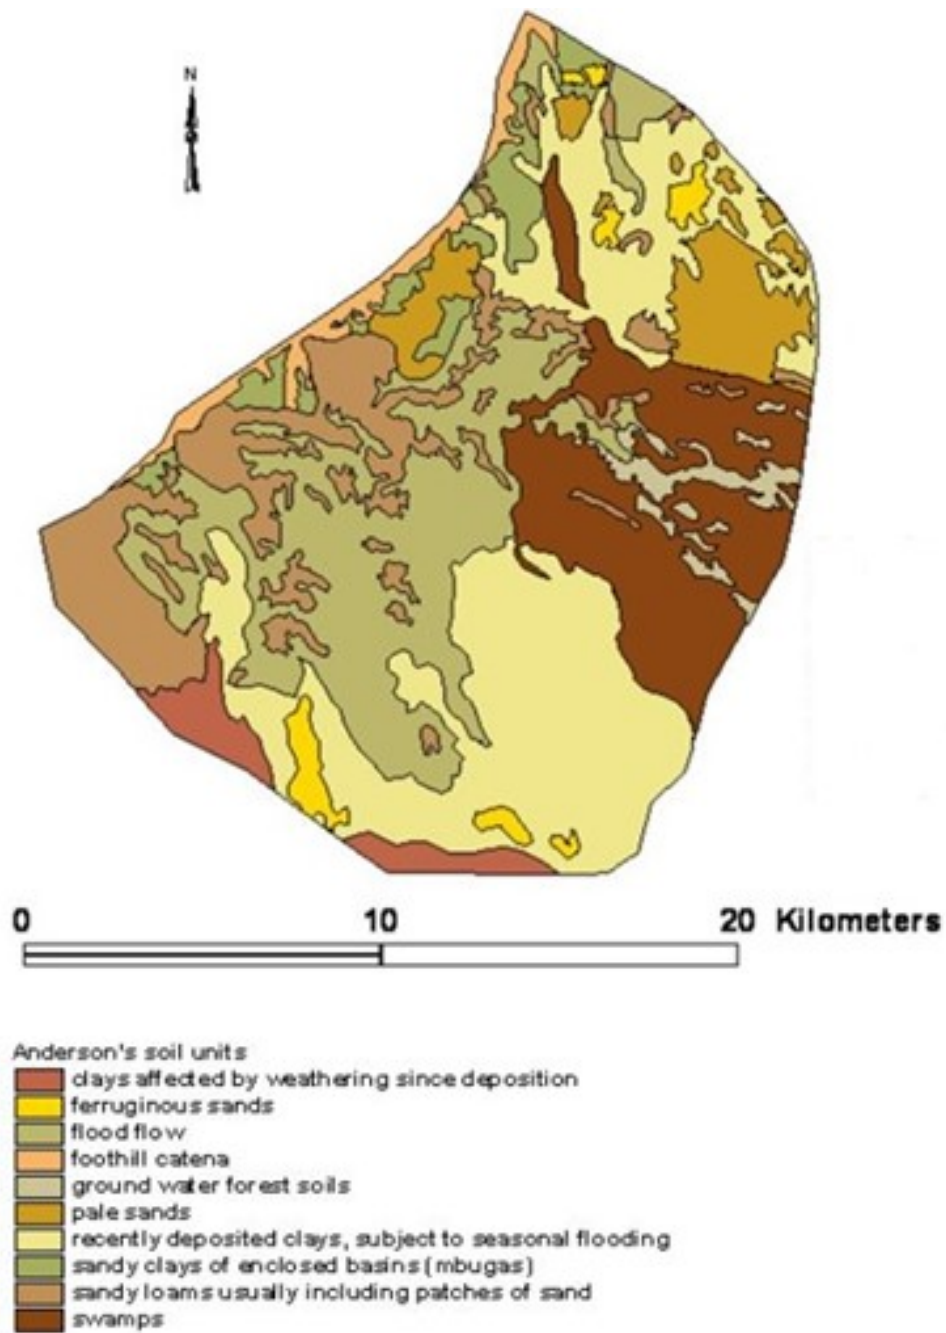 N
0 10 20 Kilometers
Anderson's soil units
clays affected by weathering since deposition
ferruginous sands
flood flow
foothill catena
ground water forest soils
pale sands
recently deposited clays, subject to seasonal flooding
sandy clays of enclosed basins (mbugas)
sandy loams usually including patches of sand
swamps